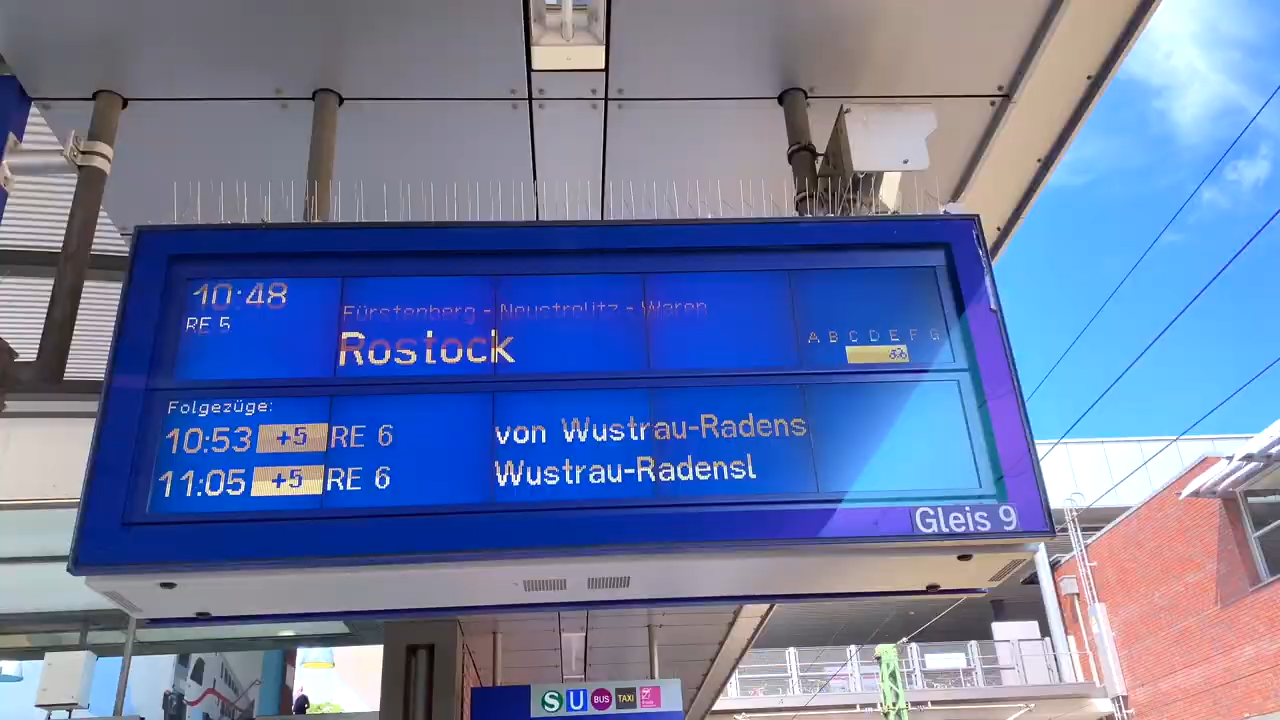 10:48
RE 5
Fürstenberg - Neustrelitz - Waren
Rostock
A B C D E F G
Folgezüge:
10:53 +5 RE 6 von Wustrau-Radens
11:05 +5 RE 6 Wustrau-Radensl
Gleis 9
S U BUS TAXI